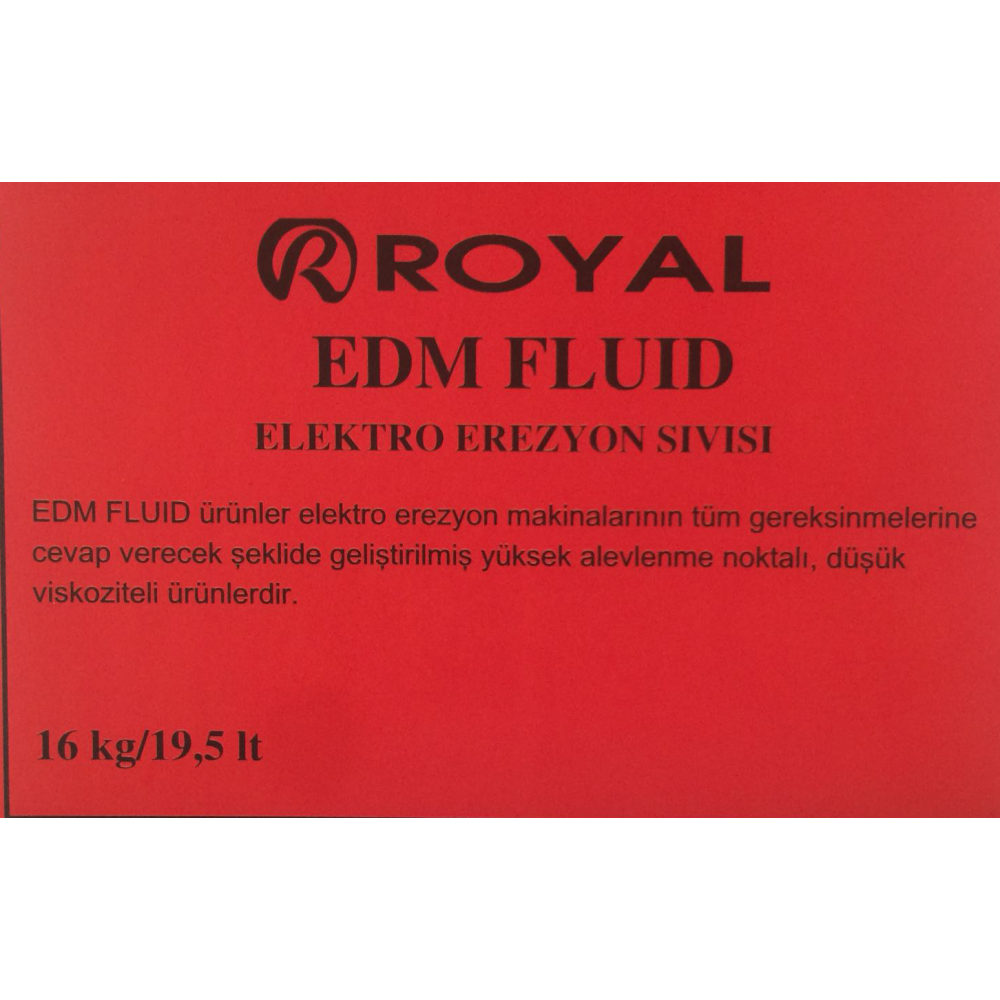 R ROYAL
EDM FLUID
ELEKTRO EREZYON SIVISI
EDM FLUID ürünler elektro erezyon makinalarının tüm gereksinmelerine
cevap verecek şeklide geliştirilmiş yüksek alevlenme noktalı, düşük
viskoziteli ürünlerdir.
16 kg/19,5 lt